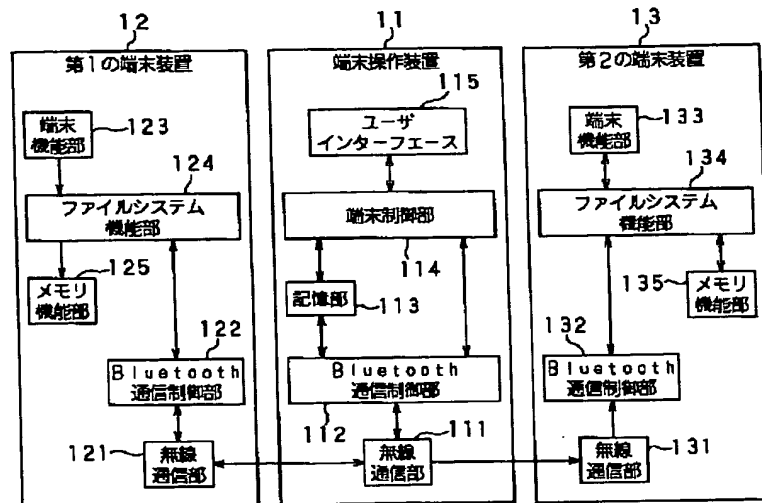 12
第1の端末装置
端末
機能部
123
124
ファイルシステム
機能部
125
メモリ
機能部
122
Bluetooth
通信制御部
121
無線
通信部
11
端末操作装置
115
ユーザ
インターフェース
端末制御部
114
記憶部
113
Bluetooth
通信制御部
112
111
無線
通信部
13
第2の端末装置
端末
機能部
133
134
ファイルシステム
機能部
135
メモリ
機能部
132
Bluetooth
通信制御部
無線
通信部
131